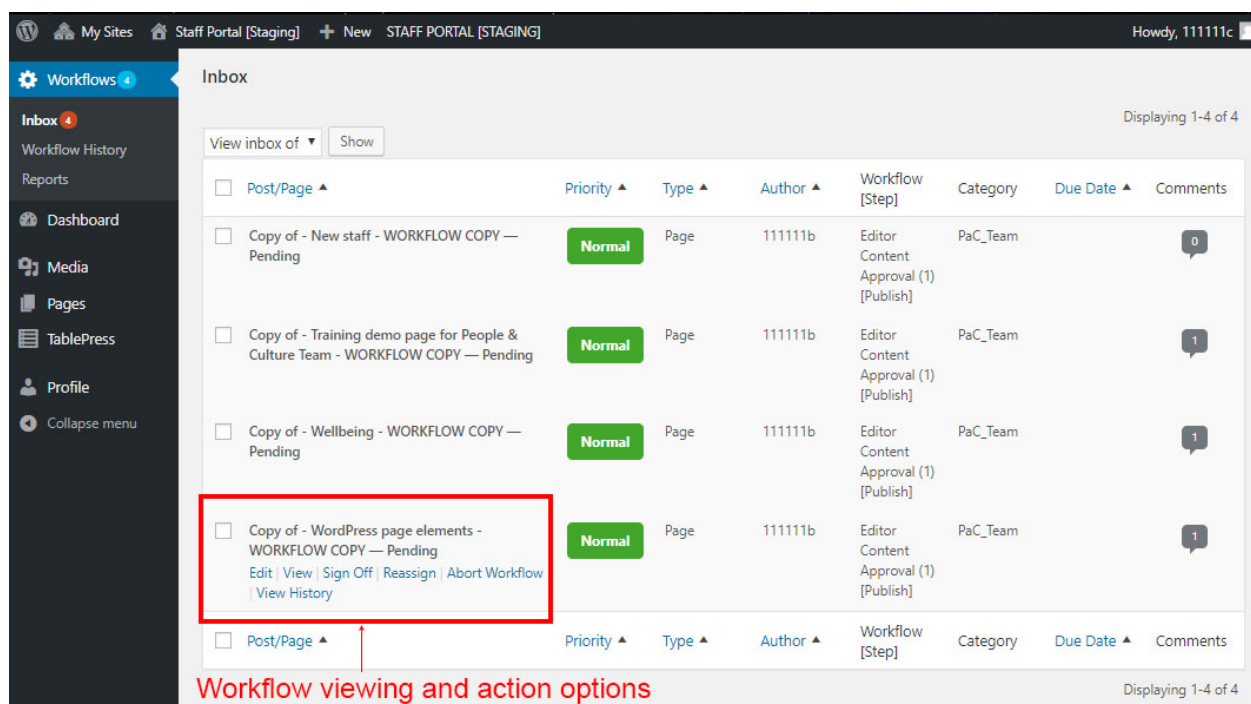 My Sites Staff Portal [Staging] + New STAFF PORTAL [STAGING] Howdy, 111111c
Workflows 4
Inbox 4
Workflow History
Reports
Dashboard
Media
Pages
TablePress
Profile
Collapse menu
Inbox
Displaying 1-4 of 4
View inbox of ▼ Show
Post/Page ▲ Priority ▲ Type ▲ Author ▲ Workflow [Step] Category Due Date ▲ Comments
Copy of - New staff - WORKFLOW COPY —
Pending
Normal Page 111111b
Editor
Content
Approval (1)
[Publish]
PaC_Team 0
Copy of - Training demo page for People &
Culture Team - WORKFLOW COPY — Pending
Normal Page 111111b
Editor
Content
Approval (1)
[Publish]
PaC_Team 1
Copy of - Wellbeing - WORKFLOW COPY —
Pending
Normal Page 111111b
Editor
Content
Approval (1)
[Publish]
PaC_Team 1
Copy of - WordPress page elements -
WORKFLOW COPY — Pending
Edit | View | Sign Off | Reassign | Abort Workflow
| View History
Normal Page 111111b
Editor
Content
Approval (1)
[Publish]
PaC_Team 1
Post/Page ▲ Priority ▲ Type ▲ Author ▲ Workflow [Step] Category Due Date ▲ Comments
Workflow viewing and action options
Displaying 1-4 of 4